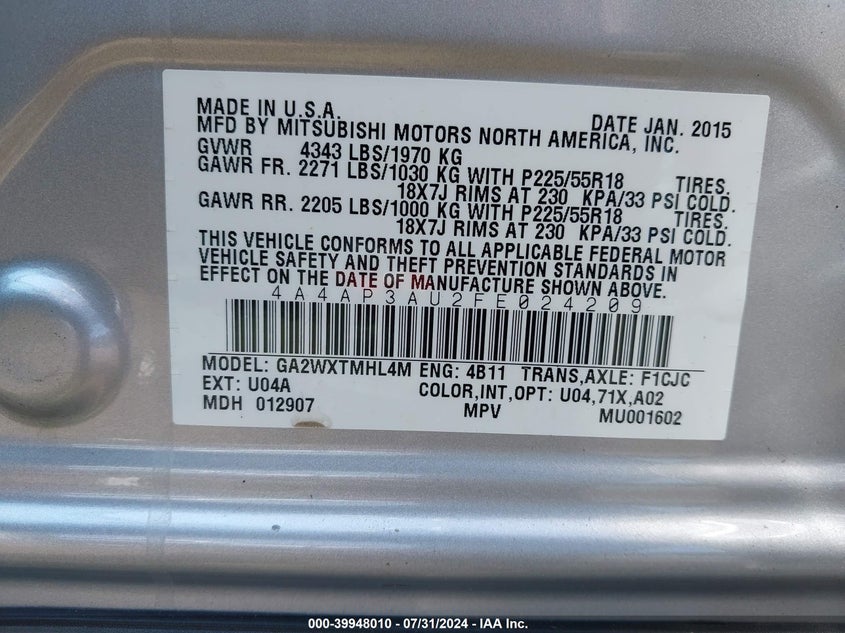 MADE IN U.S.A. DATE JAN. 2015
MFD BY MITSUBISHI MOTORS NORTH AMERICA, INC.
GVWR 4343 LBS/1970 KG
GAWR FR. 2271 LBS/1030 KG WITH P225/55R18 TIRES.
18X7J RIMS AT 230 KPA/33 PSI COLD.
GAWR RR. 2205 LBS/1000 KG WITH P225/55R18 TIRES.
18X7J RIMS AT 230 KPA/33 PSI COLD.
THIS VEHICLE CONFORMS TO ALL APPLICABLE FEDERAL MOTOR
VEHICLE SAFETY AND THEFT PREVENTION STANDARDS IN
EFFECT ON THE DATE OF MANUFACTURE SHOWN ABOVE.
4A4AP3AU2FE024209
MODEL: GA2WXTMHL4M ENG: 4B11 TRANS,AXLE: F1CJC
EXT: U04A COLOR,INT,OPT: U04,71X,A02
MDH 012907 MPV MU001602
000-39948010 - 07/31/2024 - IAA Inc.